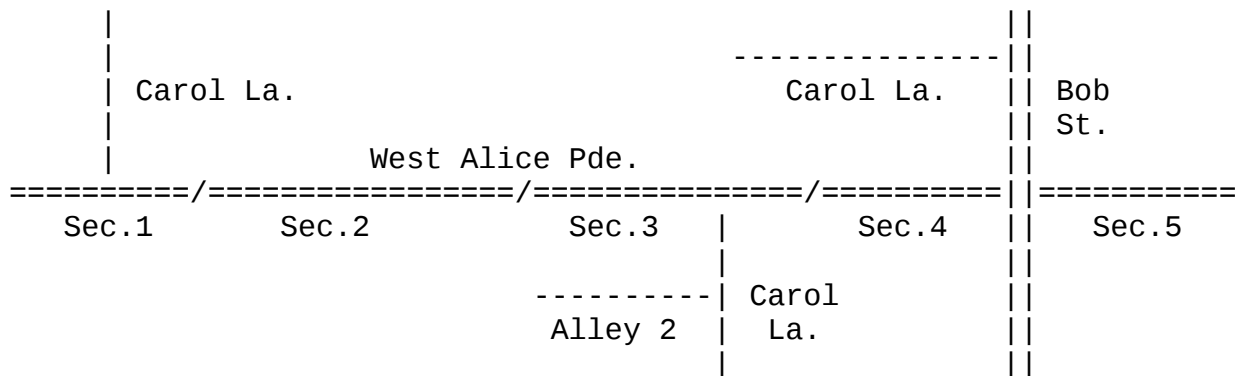 Carol La. Carol La. Bob
St.
West Alice Pde.
Sec.1 Sec.2 Sec.3 Sec.4 Sec.5
Carol
Alley 2 La.